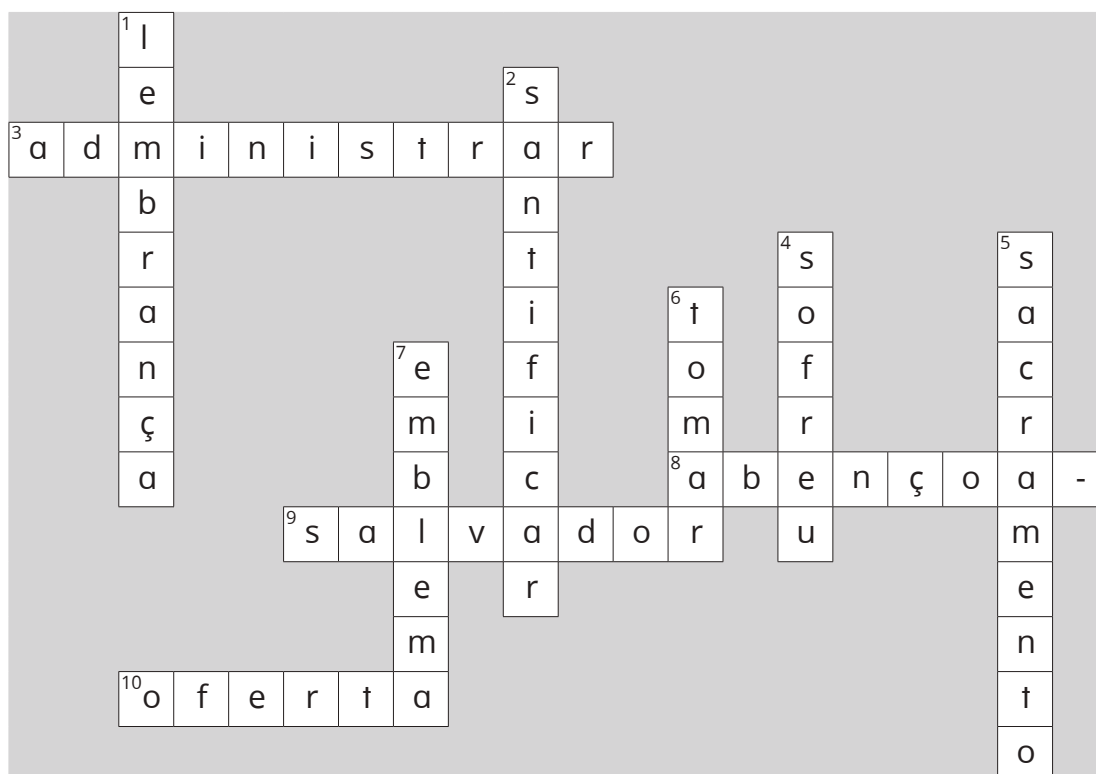 1 lembrança
2 santificar
3 administrar
4 sofreu
5 sacramento
6 tomar
7 emblema
8 abençoa-
9 salvador
10 oferta